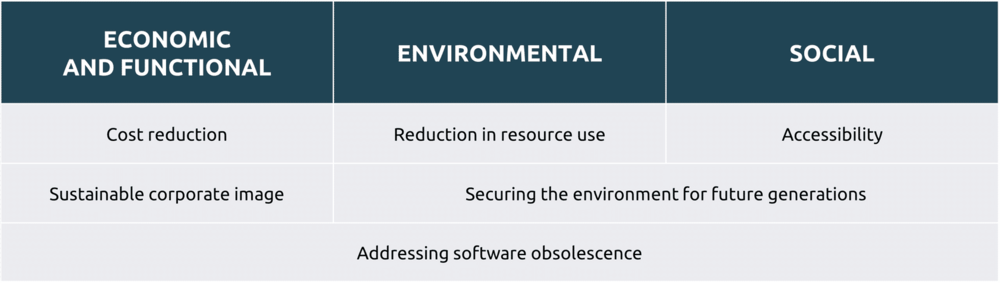 ECONOMIC
AND FUNCTIONAL
ENVIRONMENTAL
SOCIAL
Cost reduction
Reduction in resource use
Accessibility
Sustainable corporate image
Securing the environment for future generations
Addressing software obsolescence